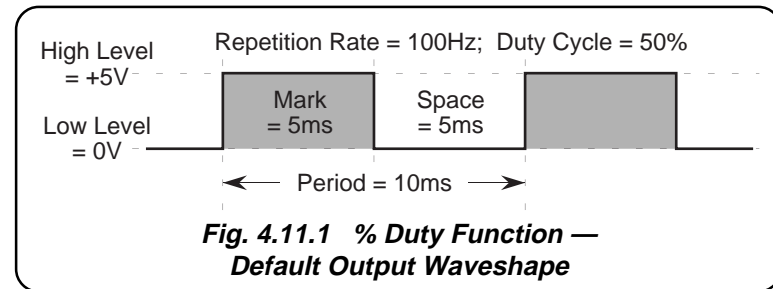 Repetition Rate = 100Hz; Duty Cycle = 50%
High Level
= +5V
Mark
= 5ms
Space
= 5ms
Low Level
= 0V
Period = 10ms
Fig. 4.11.1 % Duty Function —
Default Output Waveshape